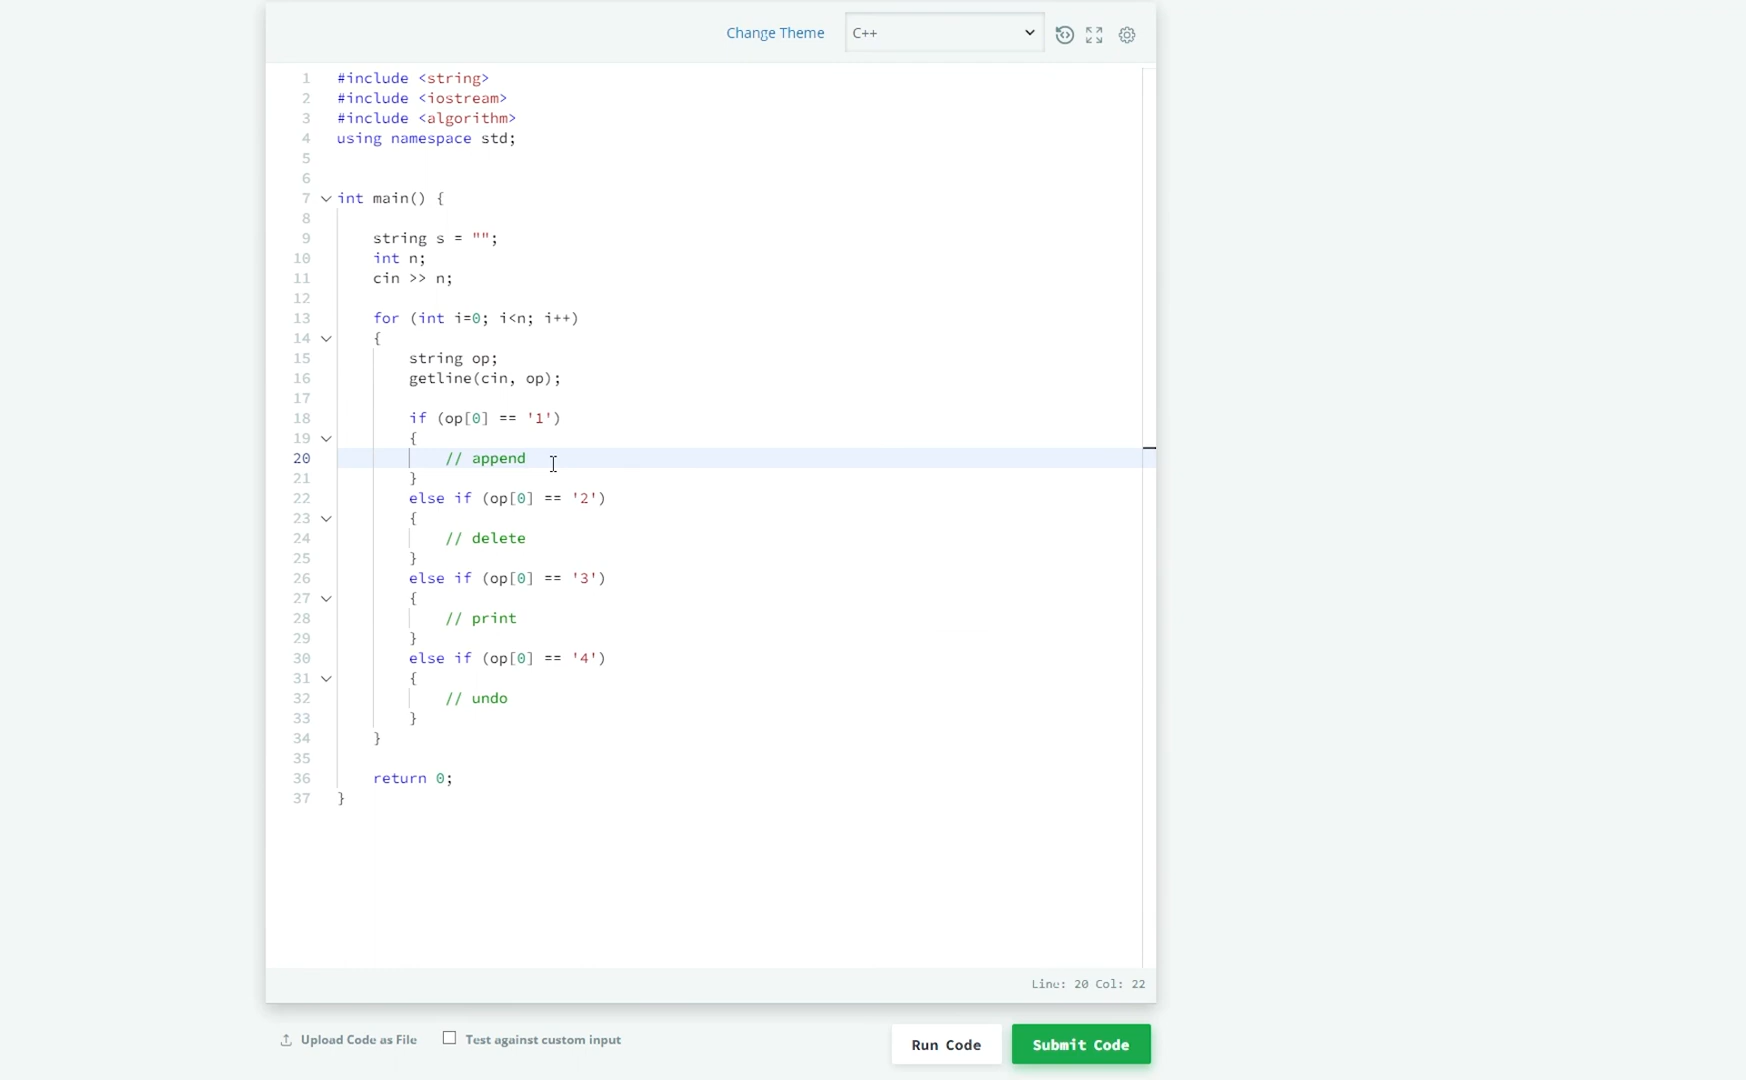 Change Theme C++
1 #include <string>
2 #include <iostream>
3 #include <algorithm>
4 using namespace std;
5
6
7 int main() {
8
9 string s = "";
10 int n;
11 cin >> n;
12
13 for (int i=0; i<n; i++)
14 {
15 string op;
16 getline(cin, op);
17
18 if (op[0] == '1')
19 {
20 // append
21 }
22 else if (op[0] == '2')
23 {
24 // delete
25 }
26 else if (op[0] == '3')
27 {
28 // print
29 }
30 else if (op[0] == '4')
31 {
32 // undo
33 }
34 }
35
36 return 0;
37 }
Line: 20 Col: 22
Upload Code as File Test against custom input Run Code Submit Code